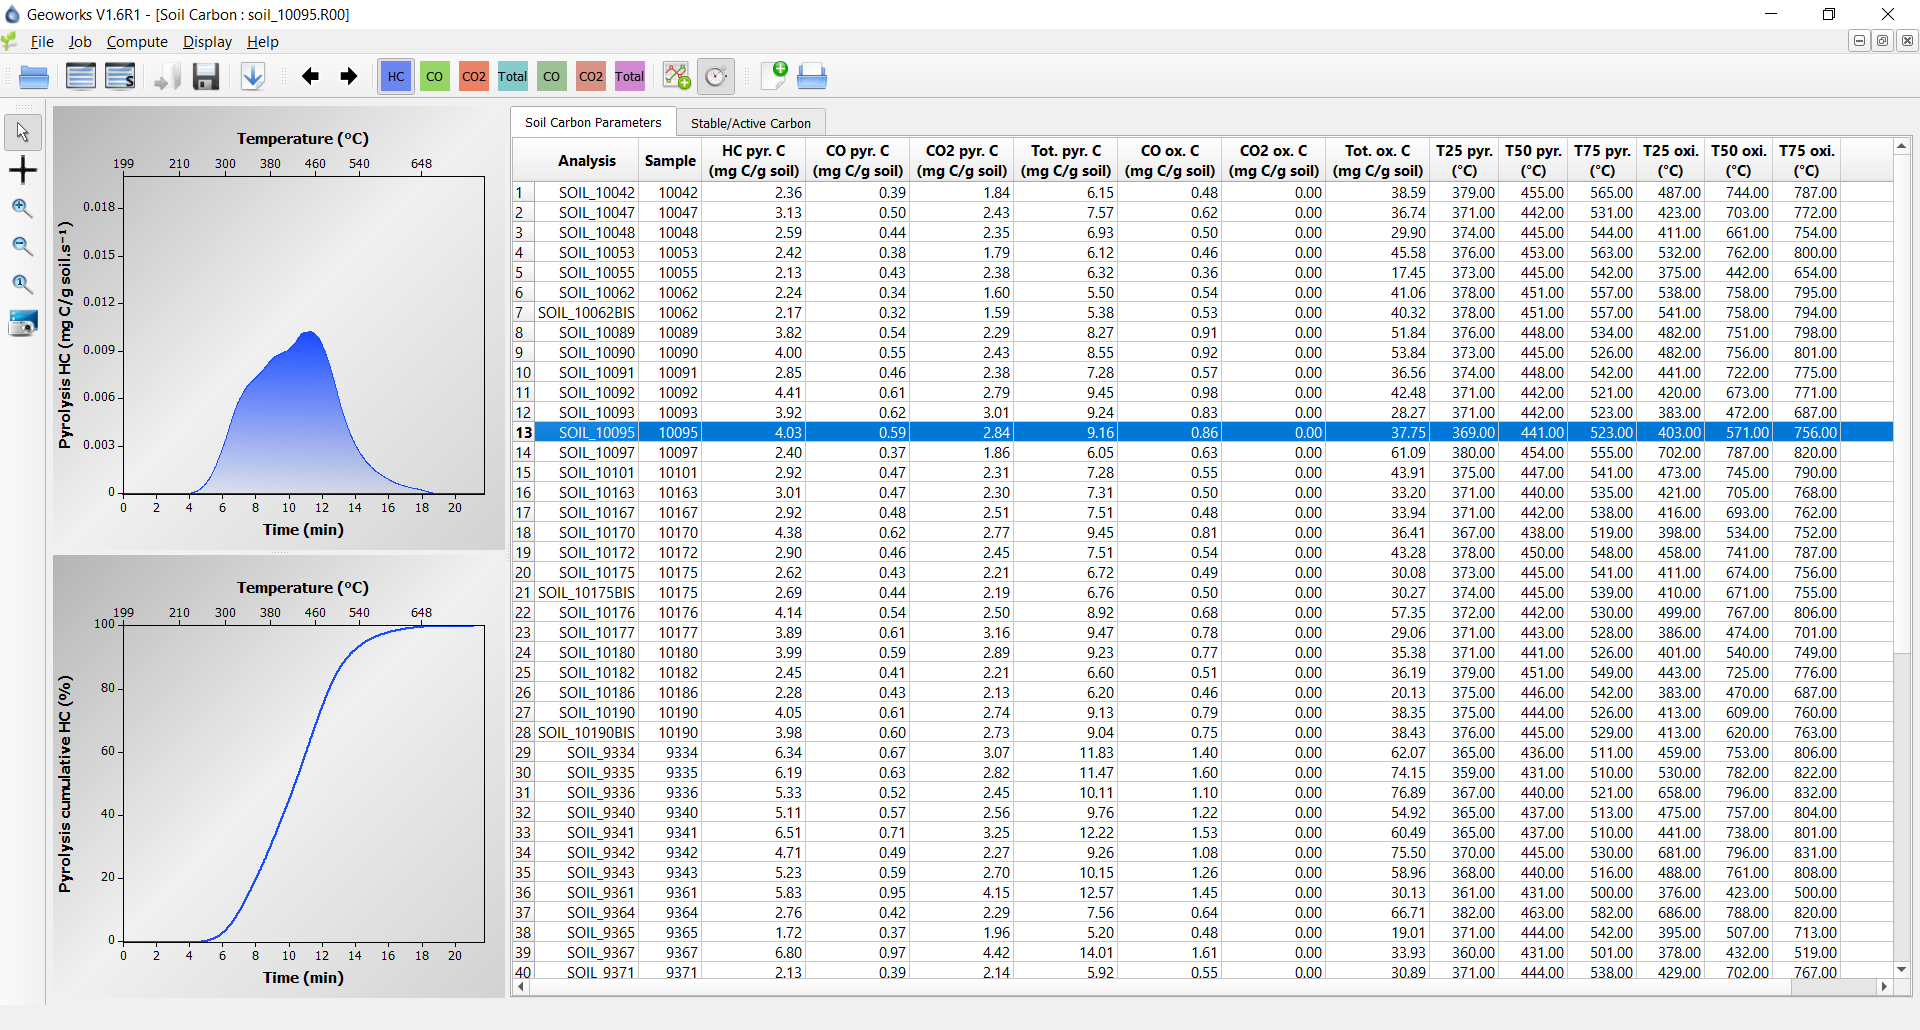 Geoworks V1.6R1 - [Soil Carbon : soil_10095.R00]
File Job Compute Display Help
HC CO CO2 Total CO CO2 Total
Temperature (°C)
199 210 300 380 460 540 648
0.018
0.015
0.012
0.009
0.006
0.003
0
Pyrolysis HC (mg C/g soil.s⁻¹)
0 2 4 6 8 10 12 14 16 18 20
Time (min)
Temperature (°C)
199 210 300 380 460 540 648
100
80
60
40
20
0
Pyrolysis cumulative HC (%)
0 2 4 6 8 10 12 14 16 18 20
Time (min)
Soil Carbon Parameters Stable/Active Carbon
Analysis Sample HC pyr. C (mg C/g soil) CO pyr. C (mg C/g soil) CO2 pyr. C (mg C/g soil) Tot. pyr. C (mg C/g soil) CO ox. C (mg C/g soil) CO2 ox. C (mg C/g soil) Tot. ox. C (mg C/g soil) T25 pyr. (°C) T50 pyr. (°C) T75 pyr. (°C) T25 oxi. (°C) T50 oxi. (°C) T75 oxi. (°C)
1 SOIL_10042 10042 2.36 0.39 1.84 6.15 0.48 0.00 38.59 379.00 455.00 565.00 487.00 744.00 787.00
2 SOIL_10047 10047 3.13 0.50 2.43 7.57 0.62 0.00 36.74 371.00 442.00 531.00 423.00 703.00 772.00
3 SOIL_10048 10048 2.59 0.44 2.35 6.93 0.50 0.00 29.90 374.00 445.00 544.00 411.00 661.00 754.00
4 SOIL_10053 10053 2.42 0.38 1.79 6.12 0.46 0.00 45.58 376.00 453.00 563.00 532.00 762.00 800.00
5 SOIL_10055 10055 2.13 0.43 2.38 6.32 0.36 0.00 17.45 373.00 445.00 542.00 375.00 442.00 654.00
6 SOIL_10062 10062 2.24 0.34 1.60 5.50 0.54 0.00 41.06 378.00 451.00 557.00 538.00 758.00 795.00
7 SOIL_10062BIS 10062 2.17 0.32 1.59 5.38 0.53 0.00 40.32 378.00 451.00 557.00 541.00 758.00 794.00
8 SOIL_10089 10089 3.82 0.54 2.29 8.27 0.91 0.00 51.84 376.00 448.00 534.00 482.00 751.00 798.00
9 SOIL_10090 10090 4.00 0.55 2.43 8.55 0.92 0.00 53.84 373.00 445.00 526.00 482.00 756.00 801.00
10 SOIL_10091 10091 2.85 0.46 2.38 7.28 0.57 0.00 36.56 374.00 448.00 542.00 441.00 722.00 775.00
11 SOIL_10092 10092 4.41 0.61 2.79 9.45 0.98 0.00 42.48 371.00 442.00 521.00 420.00 673.00 771.00
12 SOIL_10093 10093 3.92 0.62 3.01 9.24 0.83 0.00 28.27 371.00 442.00 523.00 383.00 472.00 687.00
13 SOIL_10095 10095 4.03 0.59 2.84 9.16 0.86 0.00 37.75 369.00 441.00 523.00 403.00 571.00 756.00
14 SOIL_10097 10097 2.40 0.37 1.86 6.05 0.63 0.00 61.09 380.00 454.00 555.00 702.00 787.00 820.00
15 SOIL_10101 10101 2.92 0.47 2.31 7.28 0.55 0.00 43.91 375.00 447.00 541.00 473.00 745.00 790.00
16 SOIL_10163 10163 3.01 0.47 2.30 7.31 0.50 0.00 33.20 371.00 440.00 535.00 421.00 705.00 768.00
17 SOIL_10167 10167 2.92 0.48 2.51 7.51 0.48 0.00 33.94 371.00 442.00 538.00 416.00 693.00 762.00
18 SOIL_10170 10170 4.38 0.62 2.77 9.45 0.81 0.00 36.41 367.00 438.00 519.00 398.00 534.00 752.00
19 SOIL_10172 10172 2.90 0.46 2.45 7.51 0.54 0.00 43.28 378.00 450.00 548.00 458.00 741.00 787.00
20 SOIL_10175 10175 2.62 0.43 2.21 6.72 0.49 0.00 30.08 373.00 445.00 541.00 411.00 674.00 756.00
21 SOIL_10175BIS 10175 2.69 0.44 2.19 6.76 0.50 0.00 30.27 374.00 445.00 539.00 410.00 671.00 755.00
22 SOIL_10176 10176 4.14 0.54 2.50 8.92 0.68 0.00 57.35 372.00 442.00 530.00 499.00 767.00 806.00
23 SOIL_10177 10177 3.89 0.61 3.16 9.47 0.78 0.00 29.06 371.00 443.00 528.00 386.00 474.00 701.00
24 SOIL_10180 10180 3.99 0.59 2.89 9.23 0.77 0.00 35.38 371.00 441.00 526.00 401.00 540.00 749.00
25 SOIL_10182 10182 2.45 0.41 2.21 6.60 0.51 0.00 36.19 379.00 451.00 549.00 443.00 725.00 776.00
26 SOIL_10186 10186 2.28 0.43 2.13 6.20 0.46 0.00 20.13 375.00 446.00 542.00 383.00 470.00 687.00
27 SOIL_10190 10190 4.05 0.61 2.74 9.13 0.79 0.00 38.35 375.00 444.00 526.00 413.00 609.00 760.00
28 SOIL_10190BIS 10190 3.98 0.60 2.73 9.04 0.75 0.00 38.43 376.00 445.00 529.00 413.00 620.00 763.00
29 SOIL_9334 9334 6.34 0.67 3.07 11.83 1.40 0.00 62.07 365.00 436.00 511.00 459.00 753.00 806.00
30 SOIL_9335 9335 6.19 0.63 2.82 11.47 1.60 0.00 74.15 359.00 431.00 510.00 530.00 782.00 822.00
31 SOIL_9336 9336 5.33 0.52 2.45 10.11 1.10 0.00 76.89 367.00 440.00 521.00 658.00 796.00 832.00
32 SOIL_9340 9340 5.11 0.57 2.56 9.76 1.22 0.00 54.92 365.00 437.00 513.00 475.00 757.00 804.00
33 SOIL_9341 9341 6.51 0.71 3.25 12.22 1.53 0.00 60.49 365.00 437.00 510.00 441.00 738.00 801.00
34 SOIL_9342 9342 4.71 0.49 2.27 9.26 1.08 0.00 75.50 370.00 445.00 530.00 681.00 796.00 831.00
35 SOIL_9343 9343 5.23 0.59 2.70 10.15 1.26 0.00 58.96 368.00 440.00 516.00 488.00 761.00 808.00
36 SOIL_9361 9361 5.83 0.95 4.15 12.57 1.45 0.00 30.13 361.00 431.00 500.00 376.00 423.00 500.00
37 SOIL_9364 9364 2.76 0.42 2.29 7.56 0.64 0.00 66.71 382.00 463.00 582.00 686.00 788.00 820.00
38 SOIL_9365 9365 1.72 0.37 1.96 5.20 0.48 0.00 19.01 371.00 444.00 542.00 395.00 507.00 713.00
39 SOIL_9367 9367 6.80 0.97 4.42 14.01 1.61 0.00 33.93 360.00 431.00 501.00 378.00 432.00 519.00
40 SOIL_9371 9371 2.13 0.39 2.14 5.92 0.55 0.00 30.89 371.00 444.00 538.00 429.00 702.00 767.00